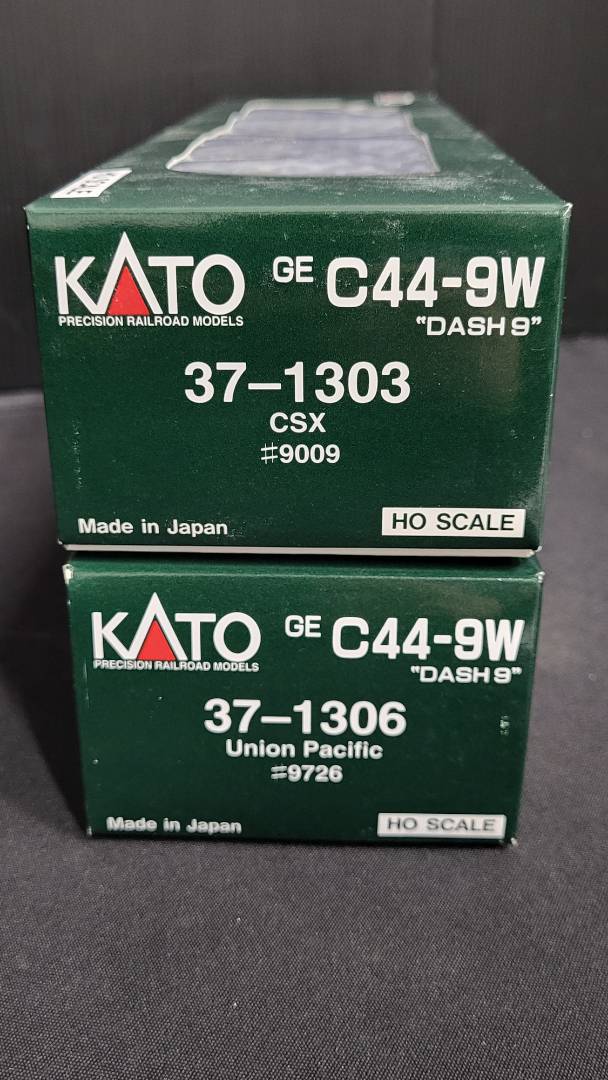 KATO
PRECISION RAILROAD MODELS
GE C44-9W
"DASH 9"
37–1303
CSX
#9009
Made in Japan
HO SCALE
KATO
PRECISION RAILROAD MODELS
GE C44-9W
"DASH 9"
37–1306
Union Pacific
#9726
Made in Japan
HO SCALE